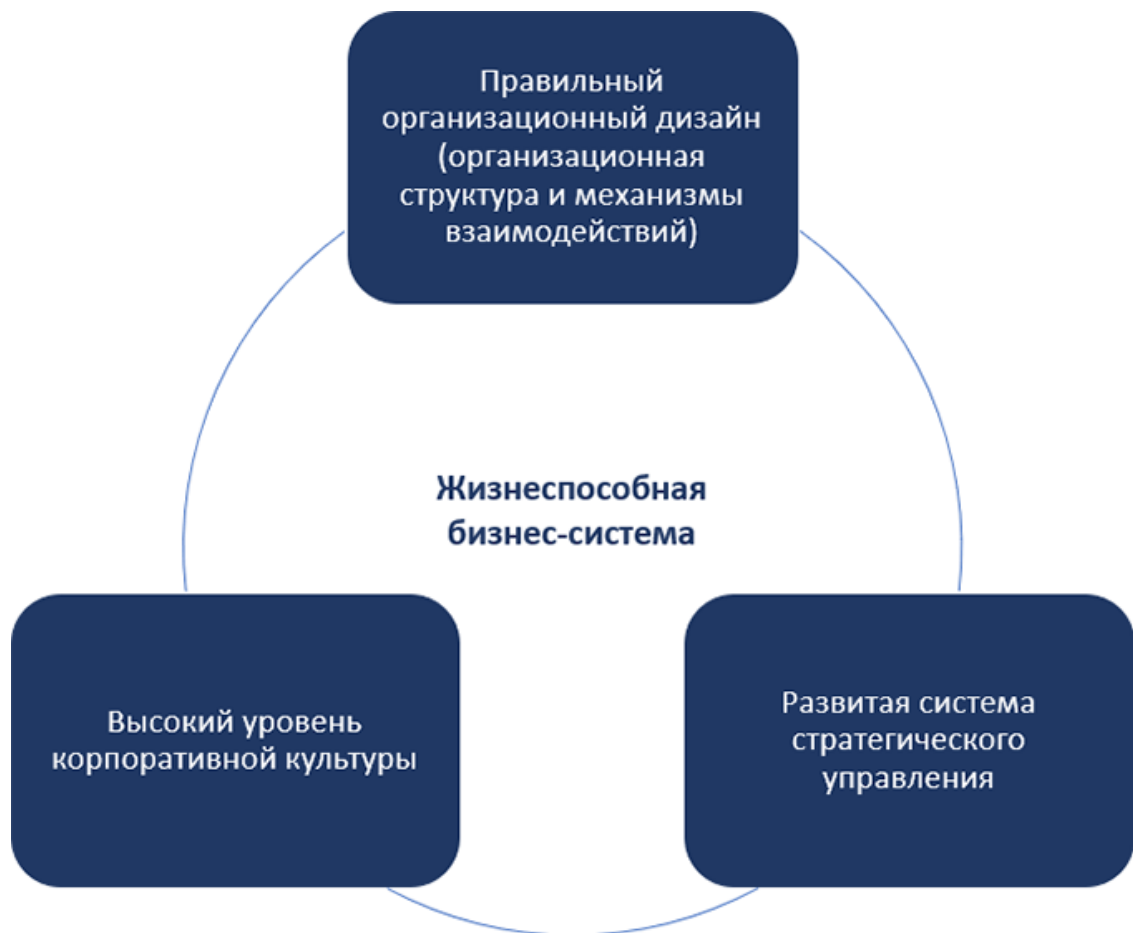 Правильный
организационный дизайн
(организационная
структура и механизмы
взаимодействий)
Жизнеспособная
бизнес-система
Высокий уровень
корпоративной культуры
Развитая система
стратегического
управления